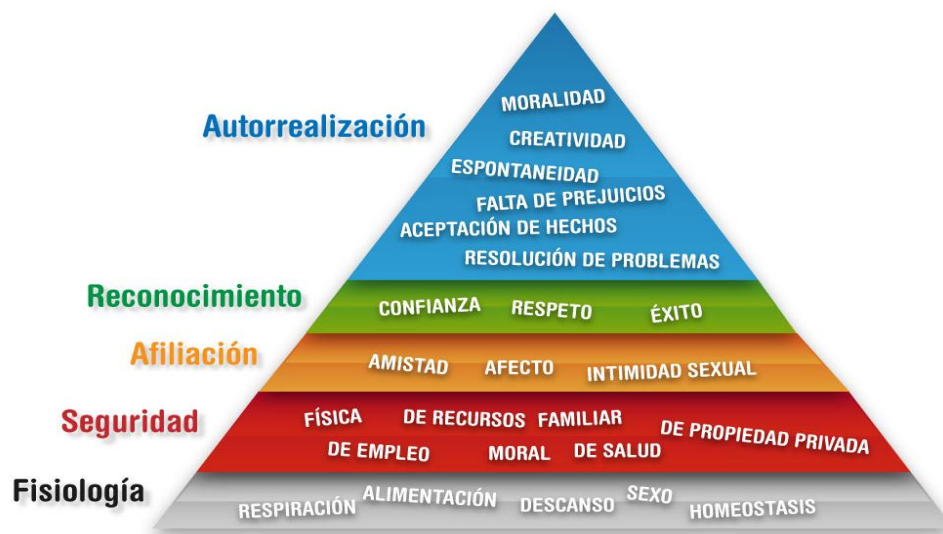 Autorrealización
MORALIDAD
CREATIVIDAD
ESPONTANEIDAD
FALTA DE PREJUICIOS
ACEPTACIÓN DE HECHOS
RESOLUCIÓN DE PROBLEMAS
Reconocimiento
CONFIANZA RESPETO ÉXITO
Afiliación
AMISTAD AFECTO INTIMIDAD SEXUAL
Seguridad
FÍSICA DE RECURSOS FAMILIAR DE PROPIEDAD PRIVADA
DE EMPLEO MORAL DE SALUD
Fisiología
RESPIRACIÓN ALIMENTACIÓN DESCANSO SEXO HOMEOSTASIS